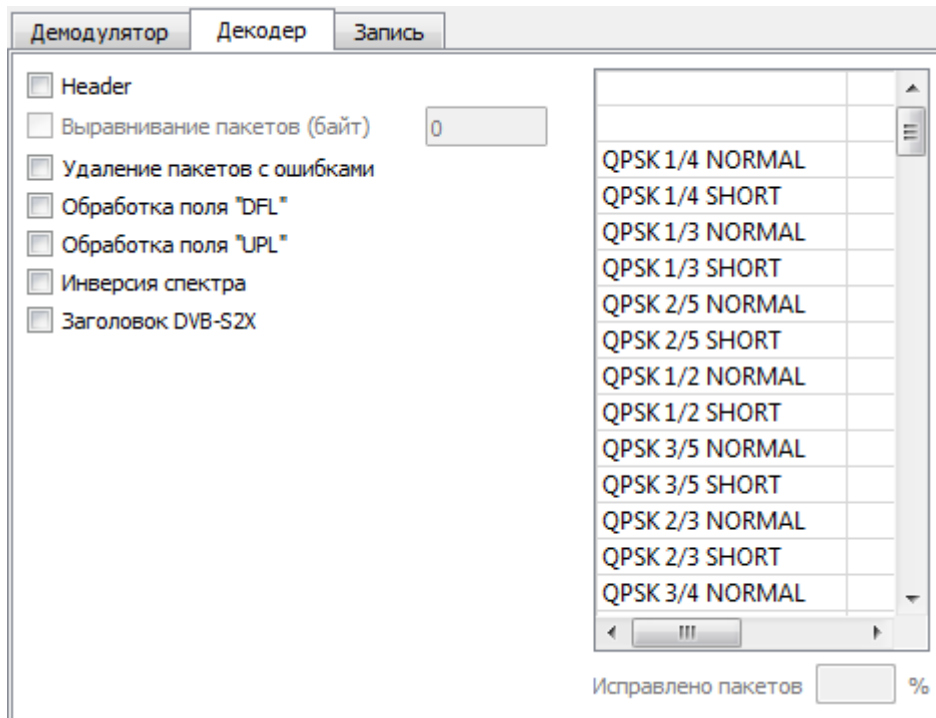 Демодулятор Декодер Запись
Header
Выравнивание пакетов (байт) 0
Удаление пакетов с ошибками
Обработка поля "DFL"
Обработка поля "UPL"
Инверсия спектра
Заголовок DVB-S2X
QPSK 1/4 NORMAL
QPSK 1/4 SHORT
QPSK 1/3 NORMAL
QPSK 1/3 SHORT
QPSK 2/5 NORMAL
QPSK 2/5 SHORT
QPSK 1/2 NORMAL
QPSK 1/2 SHORT
QPSK 3/5 NORMAL
QPSK 3/5 SHORT
QPSK 2/3 NORMAL
QPSK 2/3 SHORT
QPSK 3/4 NORMAL
Исправлено пакетов %